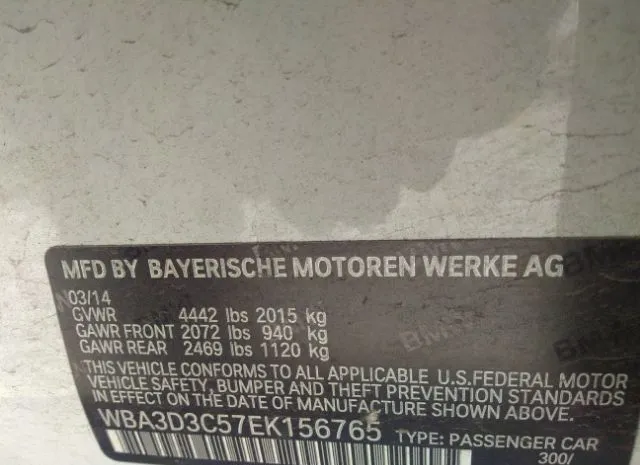 MFD BY BAYERISCHE MOTOREN WERKE AG
03/14
GVWR 4442 lbs 2015 kg
GAWR FRONT 2072 lbs 940 kg
GAWR REAR 2469 lbs 1120 kg
THIS VEHICLE CONFORMS TO ALL APPLICABLE U.S.FEDERAL MOTOR
VEHICLE SAFETY, BUMPER AND THEFT PREVENTION STANDARDS
IN EFFECT ON THE DATE OF MANUFACTURE SHOWN ABOVE.
WBA3D3C57EK156765 TYPE: PASSENGER CAR
300/